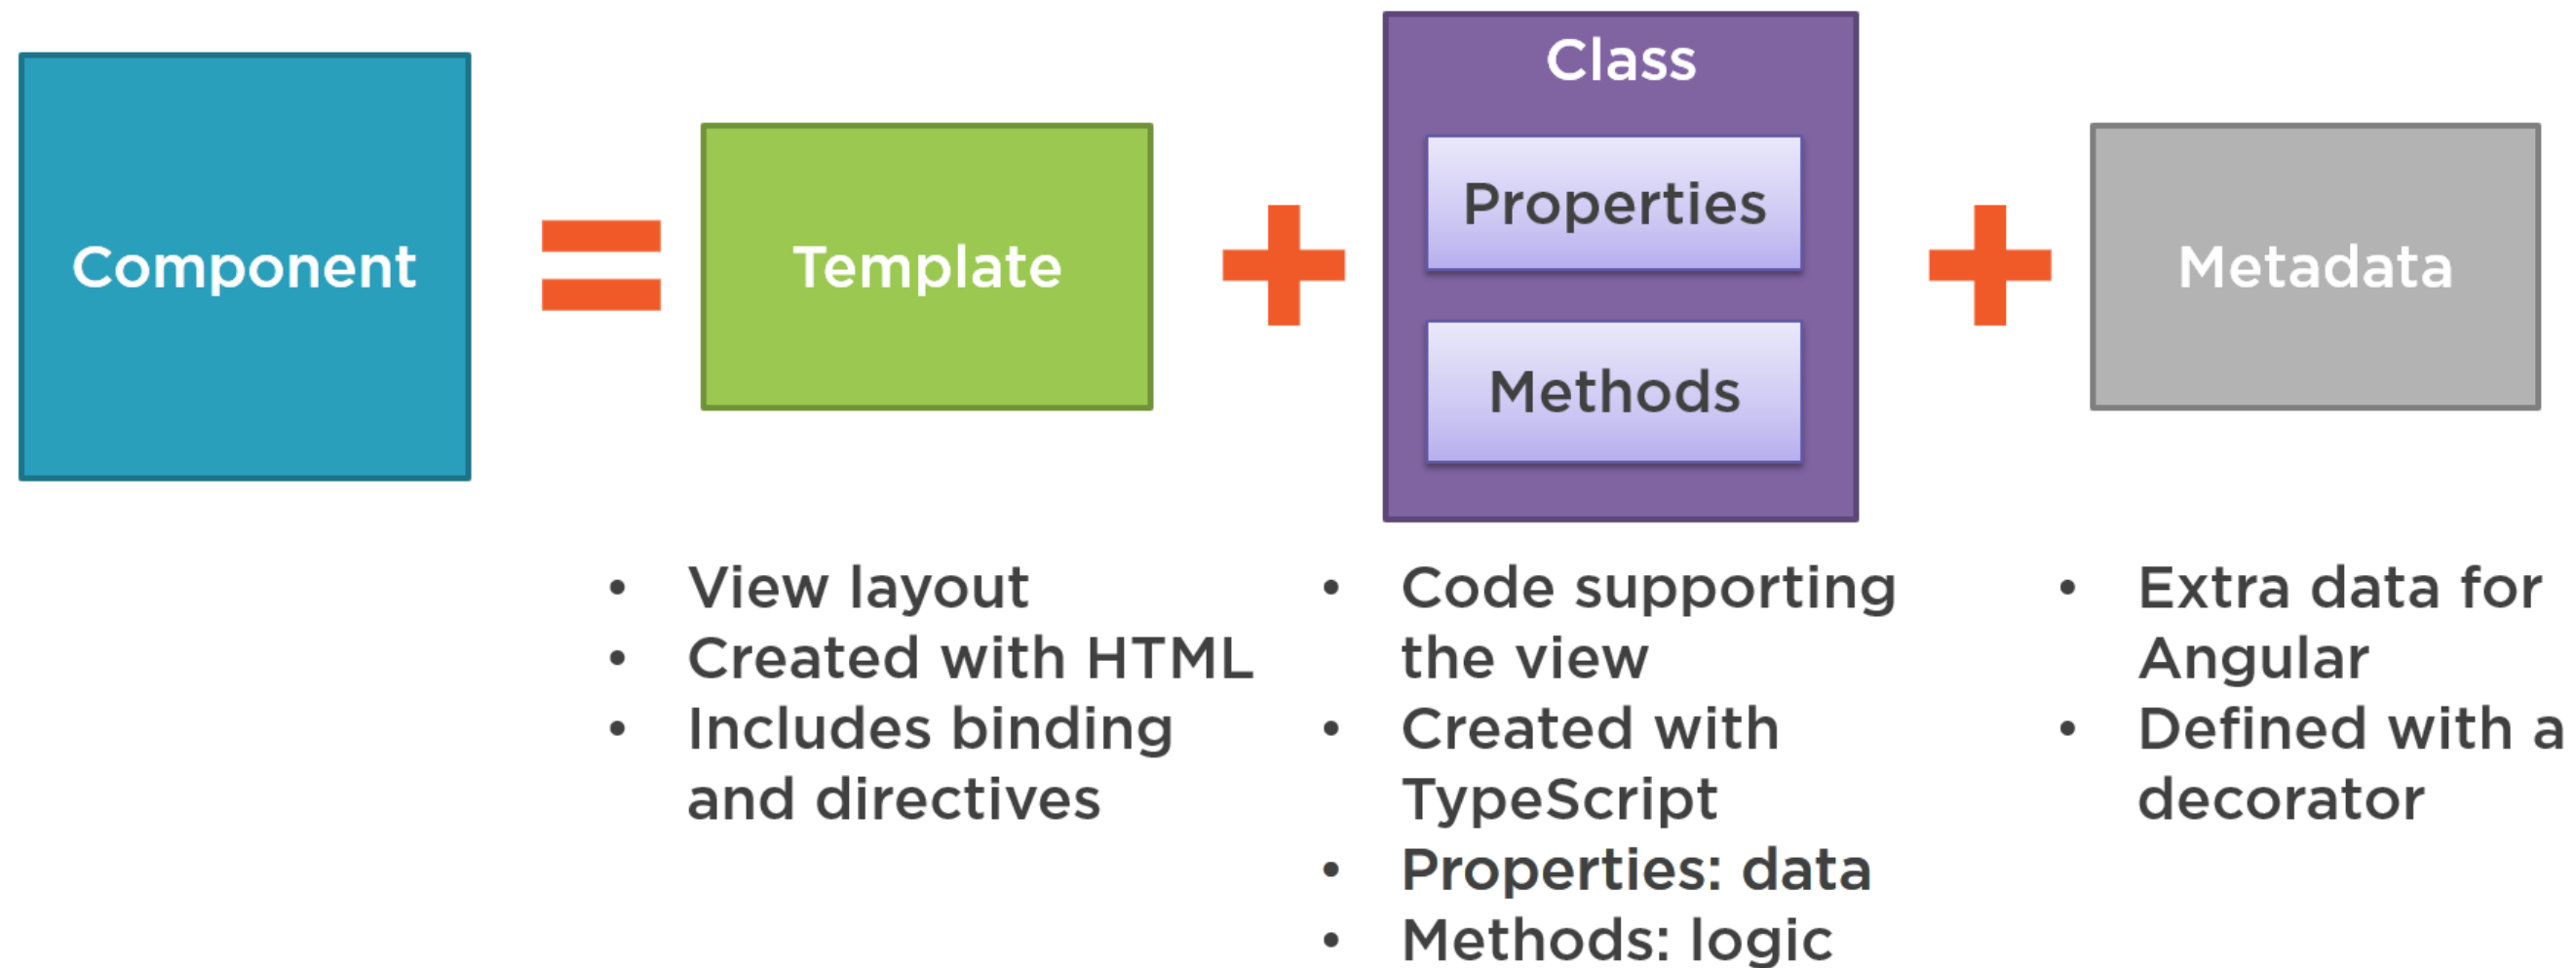 Component
Template
Class
Properties
Methods
Metadata
• View layout
• Created with HTML
• Includes binding
and directives
• Code supporting
the view
• Created with
TypeScript
• Properties: data
• Methods: logic
• Extra data for
Angular
• Defined with a
decorator